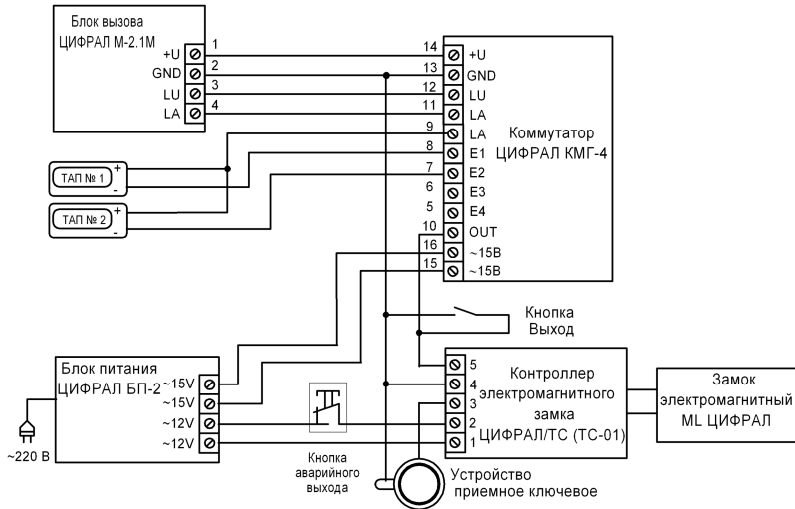 Блок вызова
ЦИФРАЛ М-2.1М
+U
GND
LU
LA
1
2
3
4
14
13
12
11
9
8
7
6
5
10
16
15
+U
GND
LU
LA
LA
E1
E2
E3
E4
OUT
~15В
~15В
Коммутатор
ЦИФРАЛ КМГ-4
ТАП № 1
+
-
ТАП № 2
+
-
Кнопка
Выход
Блок питания
ЦИФРАЛ БП-2
~15V
~15V
~12V
~12V
~220 В
Кнопка
аварийного
выхода
5
4
3
2
1
Контроллер
электромагнитного
замка
ЦИФРАЛ/ТС (ТС-01)
Замок
электромагнитный
ML ЦИФРАЛ
Устройство
приемное ключевое